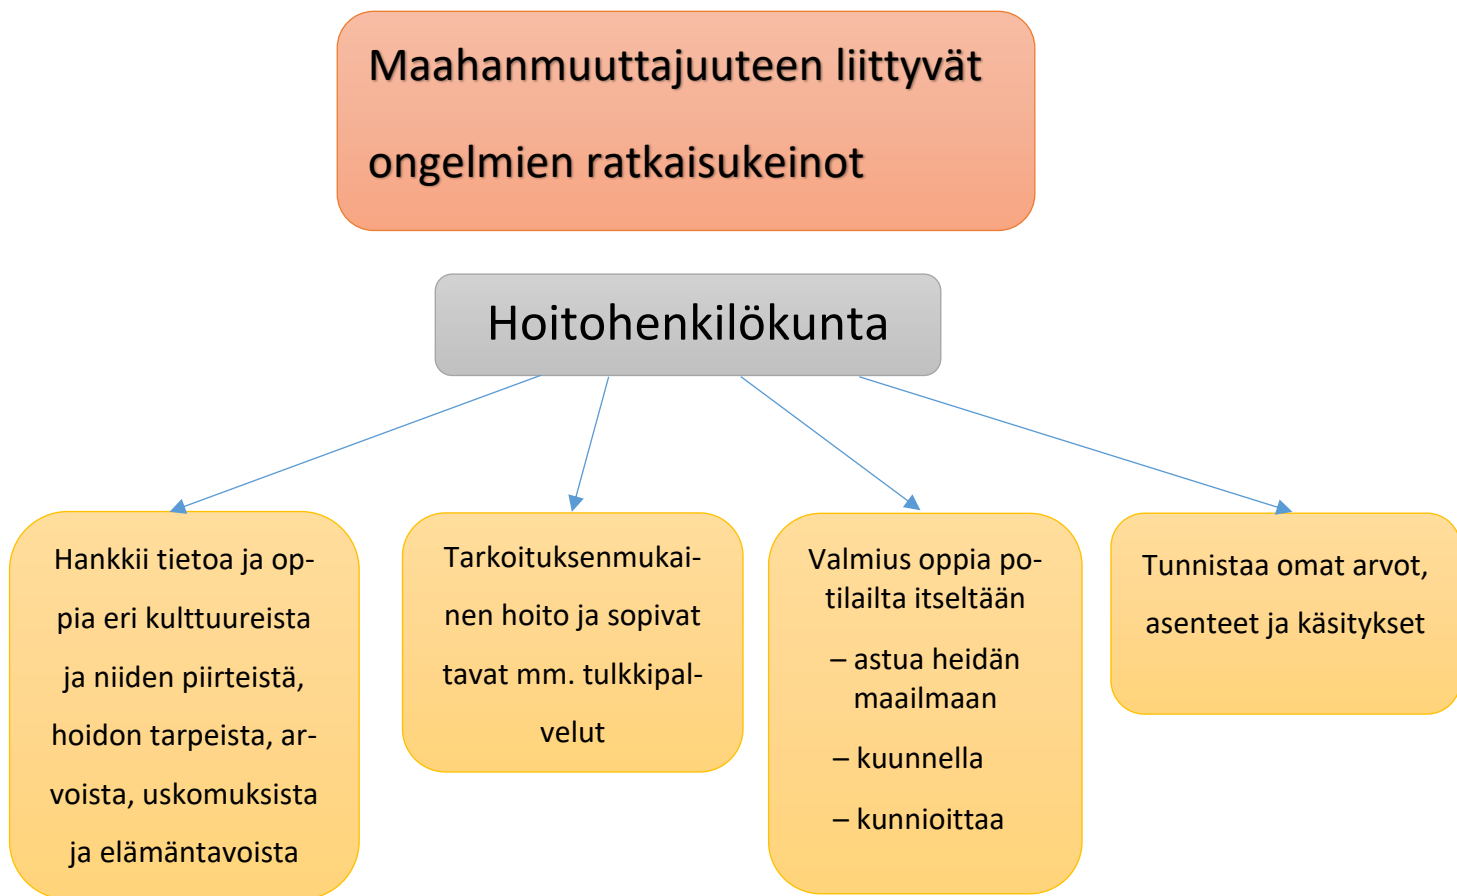 Maahanmuuttajuuteen liittyvät
ongelmien ratkaisukeinot
Hoitohenkilökunta
Hankkii tietoa ja op-
pia eri kulttuureista
ja niiden piirteistä,
hoidon tarpeista, ar-
voista, uskomuksista
ja elämäntavoista
Tarkoituksenmukai-
nen hoito ja sopivat
tavat mm. tulkkipal-
velut
Valmius oppia po-
tilailta itseltään
– astua heidän
maailmaan
– kuunnella
– kunnioittaa
Tunnistaa omat arvot,
asenteet ja käsitykset